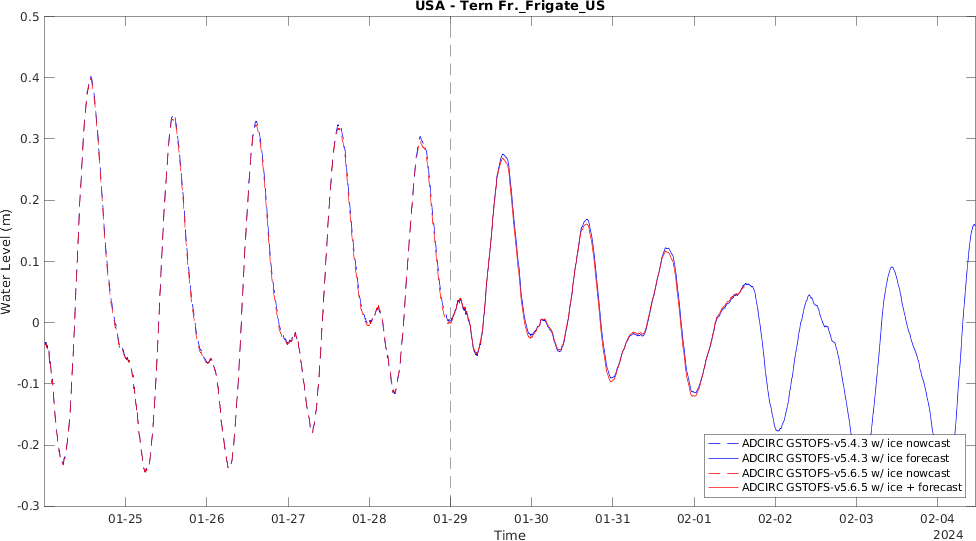 USA - Tern Fr._Frigate_US
0.5
0.4
0.3
0.2
0.1
0
-0.1
-0.2
-0.3
Water Level (m)
ADCIRC GSTOFS-v5.4.3 w/ ice nowcast
ADCIRC GSTOFS-v5.4.3 w/ ice forecast
ADCIRC GSTOFS-v5.6.5 w/ ice nowcast
ADCIRC GSTOFS-v5.6.5 w/ ice + forecast
01-25 01-26 01-27 01-28 01-29 01-30 01-31 02-01 02-02 02-03 02-04
Time
2024